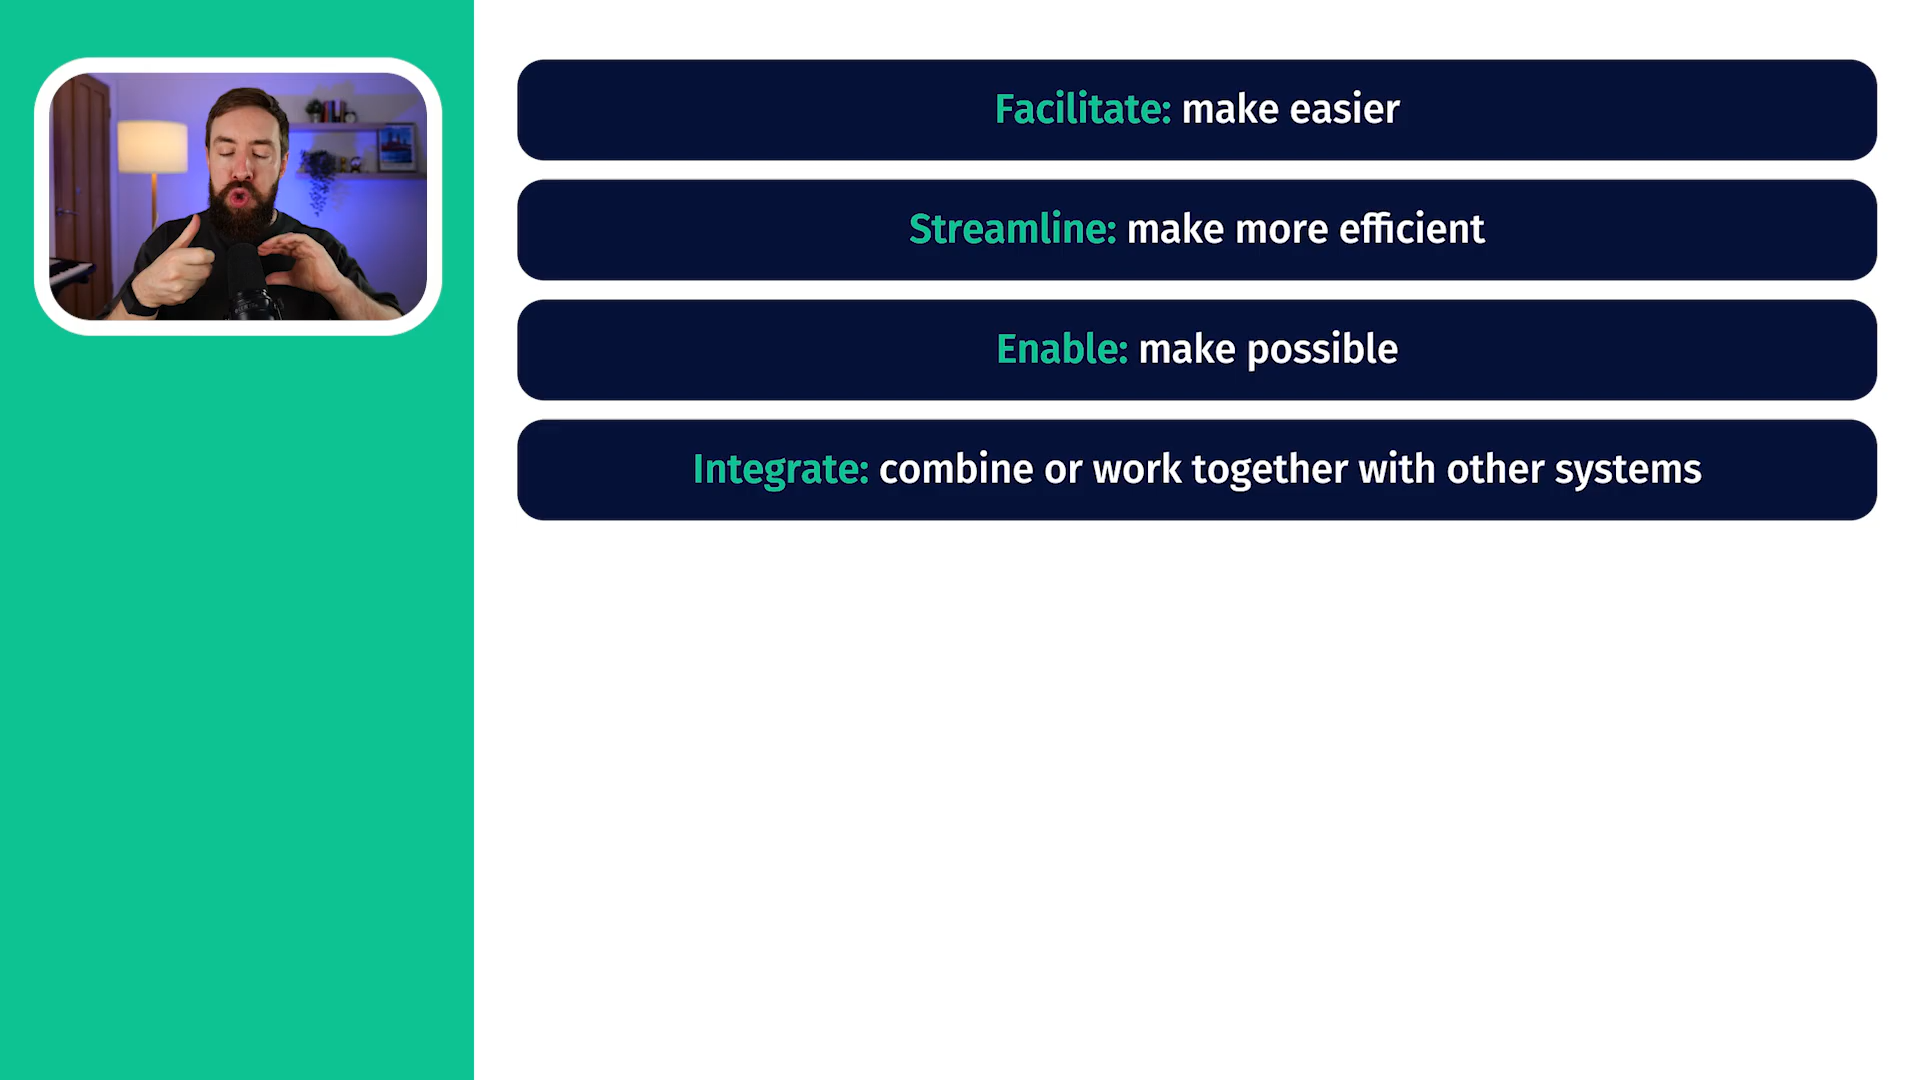 Facilitate: make easier
Streamline: make more efficient
Enable: make possible
Integrate: combine or work together with other systems